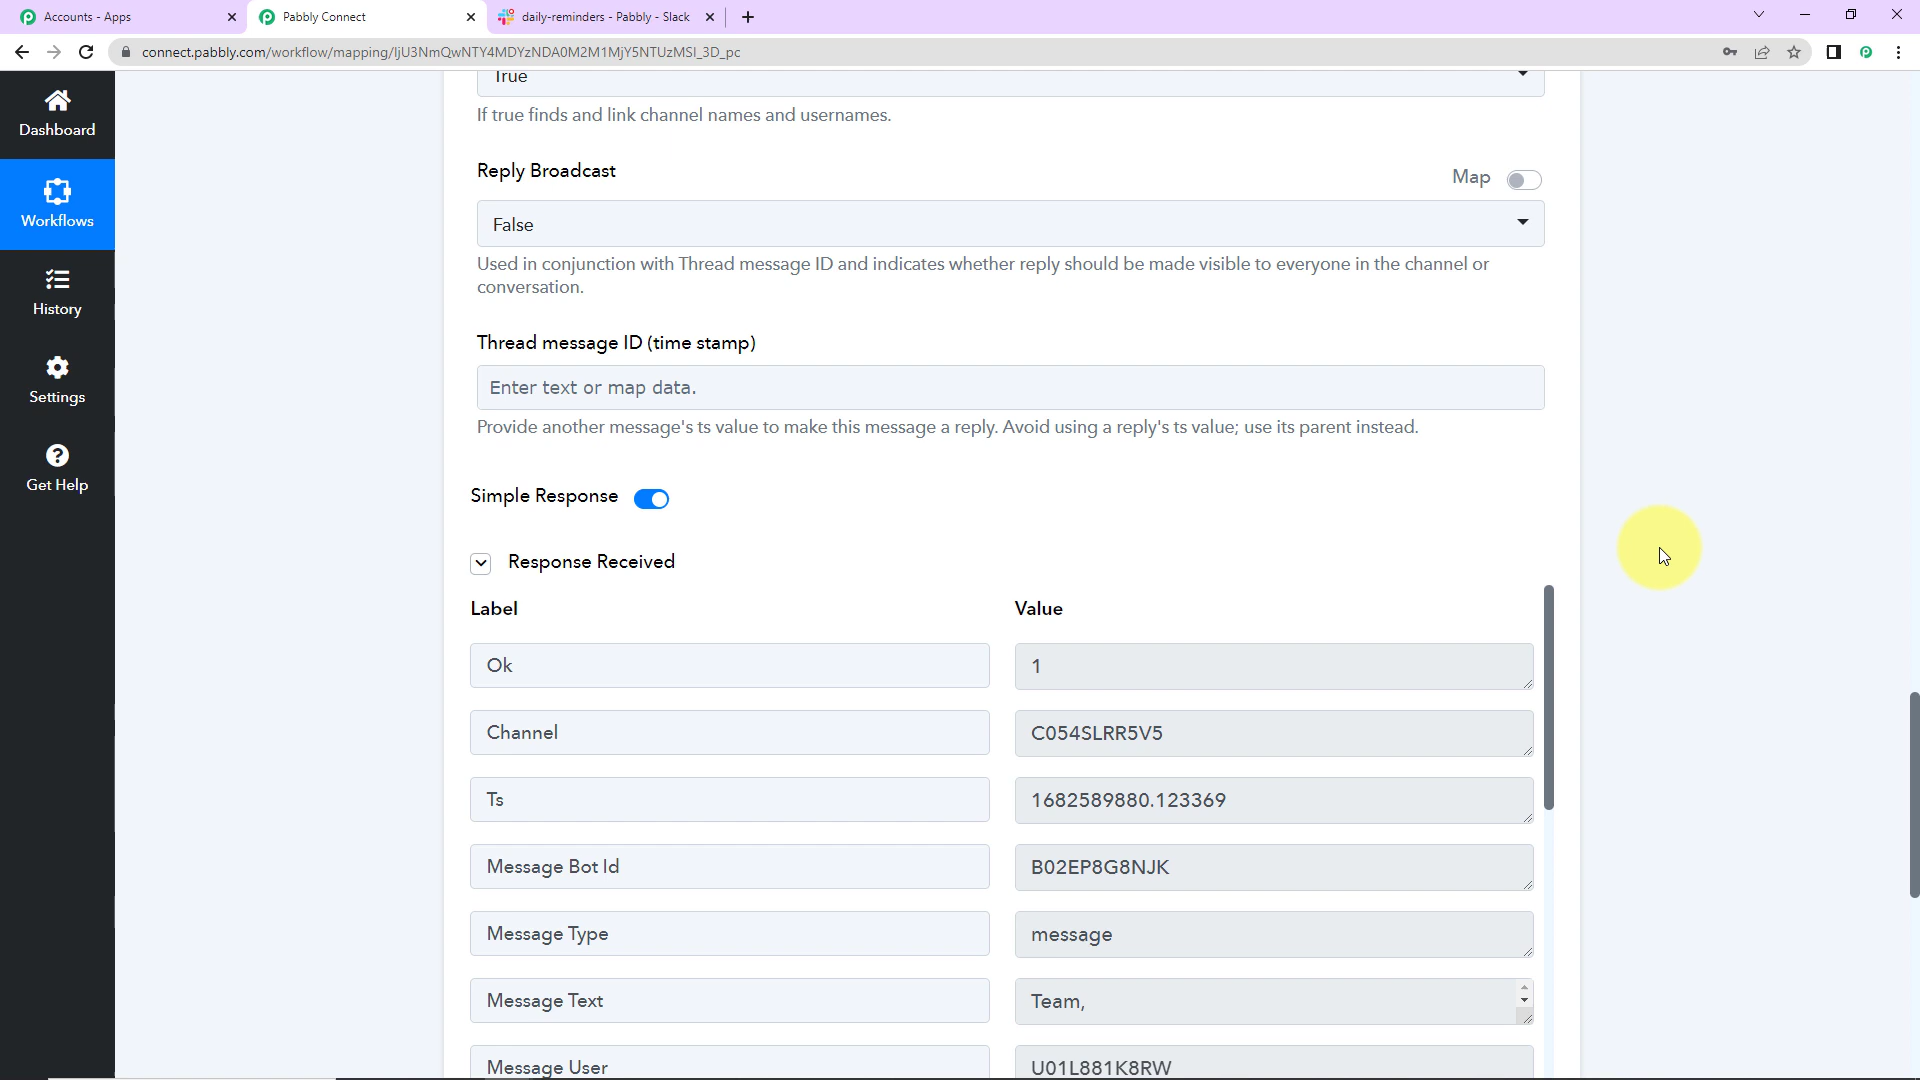 Accounts - Apps
Pabbly Connect
daily-reminders - Pabbly - Slack
connect.pabbly.com/workflow/mapping/IjU3NmQwNTY4MDYzNDA0M2M1MjY5NTUzMSI_3D_pc
Dashboard
Workflows
History
Settings
Get Help
True
If true finds and link channel names and usernames.
Reply Broadcast
Map
False
Used in conjunction with Thread message ID and indicates whether reply should be made visible to everyone in the channel or
conversation.
Thread message ID (time stamp)
Enter text or map data.
Provide another message's ts value to make this message a reply. Avoid using a reply's ts value; use its parent instead.
Simple Response
Response Received
Label Value
Ok 1
Channel C054SLRR5V5
Ts 1682589880.123369
Message Bot Id B02EP8G8NJK
Message Type message
Message Text Team,
Message User U01L881K8RW